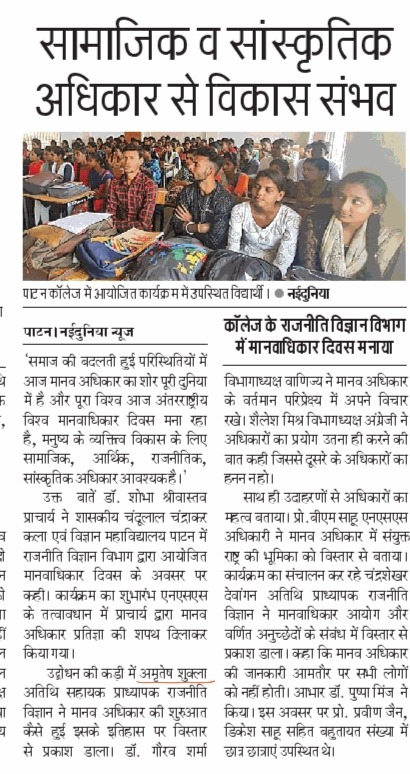 सामाजिक व सांस्कृतिक
अधिकार से विकास संभव
पाटन कॉलेज में आयोजित कार्यक्रम में उपस्थित विद्यार्थी। ● नईदुनिया
पाटन। नईदुनिया न्यूज
'समाज की बदलती हुई परिस्थितियों में
आज मानव अधिकार का शोर पूरी दुनिया
में है और पूरा विश्व आज अंतरराष्ट्रीय
विश्व मानवाधिकार दिवस मना रहा
है, मनुष्य के व्यक्तित्व विकास के लिए
सामाजिक, आर्थिक, राजनीतिक,
सांस्कृतिक अधिकार आवश्यक है।'
उक्त बातें डॉ. शोभा श्रीवास्तव
प्राचार्य ने शासकीय चंदूलाल चंद्राकर
कला एवं विज्ञान महाविद्यालय पाटन में
राजनीति विज्ञान विभाग द्वारा आयोजित
मानवाधिकार दिवस के अवसर पर
कही। कार्यक्रम का शुभारंभ एनएसएस
के तत्वावधान में प्राचार्य द्वारा मानव
अधिकार प्रतिज्ञा की शपथ दिलाकर
किया गया।
उद्बोधन की कड़ी में अमृतेष शुक्ला
अतिथि सहायक प्राध्यापक राजनीति
विज्ञान ने मानव अधिकार की शुरुआत
कैसे हुई इसके इतिहास पर विस्तार
से प्रकाश डाला। डॉ. गौरव शर्मा
कॉलेज के राजनीति विज्ञान विभाग
में मानवाधिकार दिवस मनाया
विभागाध्यक्ष वाणिज्य ने मानव अधिकार
के वर्तमान परिप्रेक्ष्य में अपने विचार
रखे। शैलेश मिश्र विभागध्यक्ष अंग्रेजी ने
अधिकारों का प्रयोग उतना ही करने की
बात कही जिससे दूसरे के अधिकारों का
हनन न हो।
साथ ही उदाहरणों से अधिकारों का
महत्व बताया। प्रो. बीएम साहू एनएसएस
अधिकारी ने मानव अधिकार में संयुक्त
राष्ट्र की भूमिका को विस्तार से बताया।
कार्यक्रम का संचालन कर रहे चंद्रशेखर
देवांगन अतिथि प्राध्यापक राजनीति
विज्ञान ने मानवाधिकार आयोग और
वर्णित अनुच्छेदों के संबंध में विस्तार से
प्रकाश डाला। कहा कि मानव अधिकार
की जानकारी आमतौर पर सभी लोगों
को नहीं होती। आभार डॉ. पुष्पा मिंज ने
किया। इस अवसर पर प्रो. प्रवीण जैन,
डिकेश साहू सहित बहुतायत संख्या में
छात्र छात्राएं उपस्थित थे।